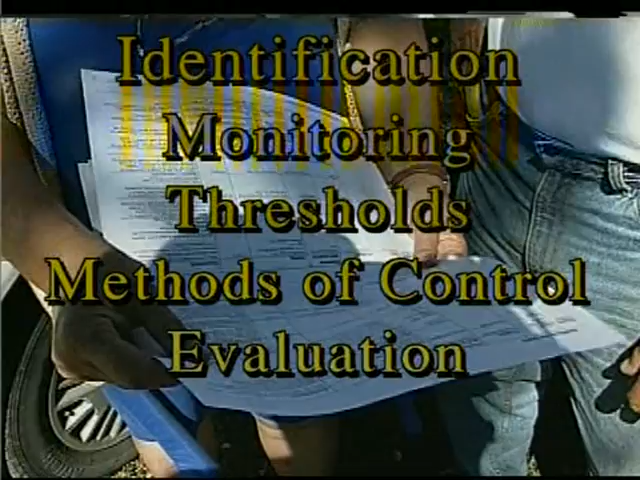 Identification
Monitoring
Thresholds
Methods of Control
Evaluation